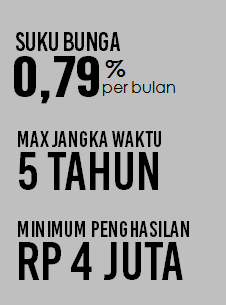 SUKU BUNGA
0,79%
per bulan
MAX JANGKA WAKTU
5 TAHUN
MINIMUM PENGHASILAN
RP 4 JUTA